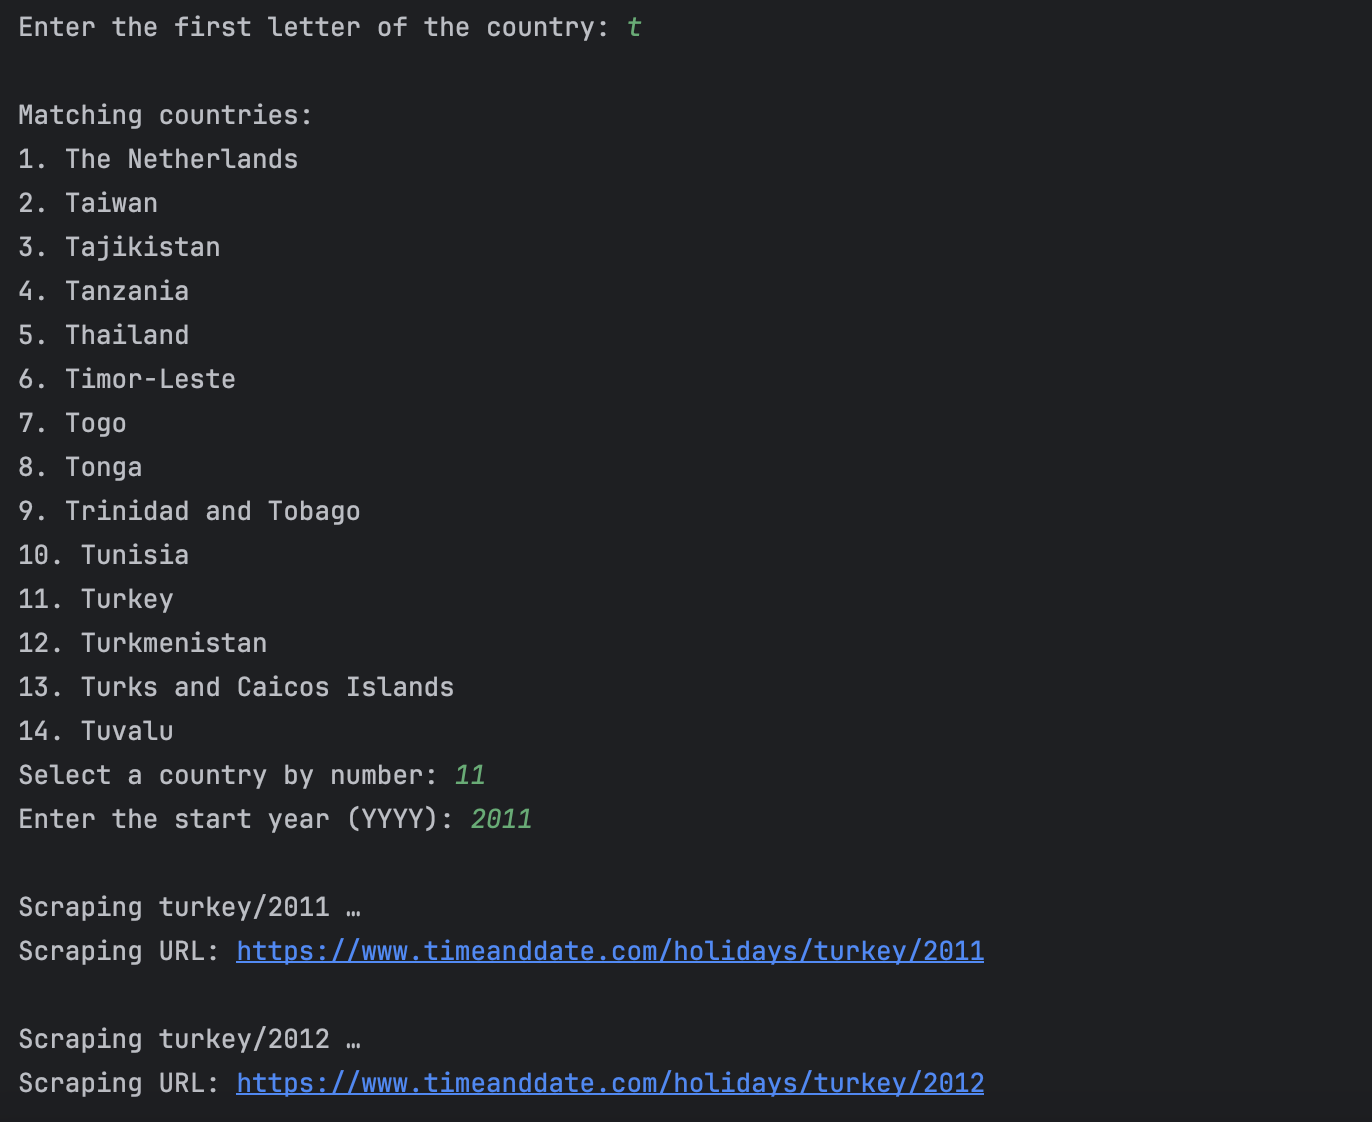 Enter the first letter of the country: t
Matching countries:
1. The Netherlands
2. Taiwan
3. Tajikistan
4. Tanzania
5. Thailand
6. Timor-Leste
7. Togo
8. Tonga
9. Trinidad and Tobago
10. Tunisia
11. Turkey
12. Turkmenistan
13. Turks and Caicos Islands
14. Tuvalu
Select a country by number: 11
Enter the start year (YYYY): 2011
Scraping turkey/2011 …
Scraping URL: https://www.timeanddate.com/holidays/turkey/2011
Scraping turkey/2012 …
Scraping URL: https://www.timeanddate.com/holidays/turkey/2012